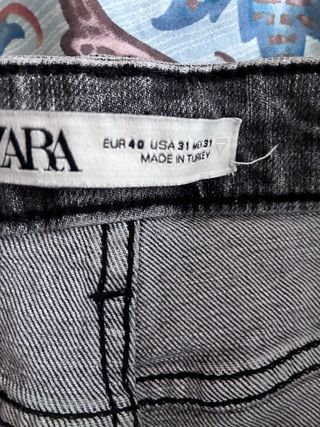 ZARA
EUR 40 USA 31 MEX 31
MADE IN TURKEY